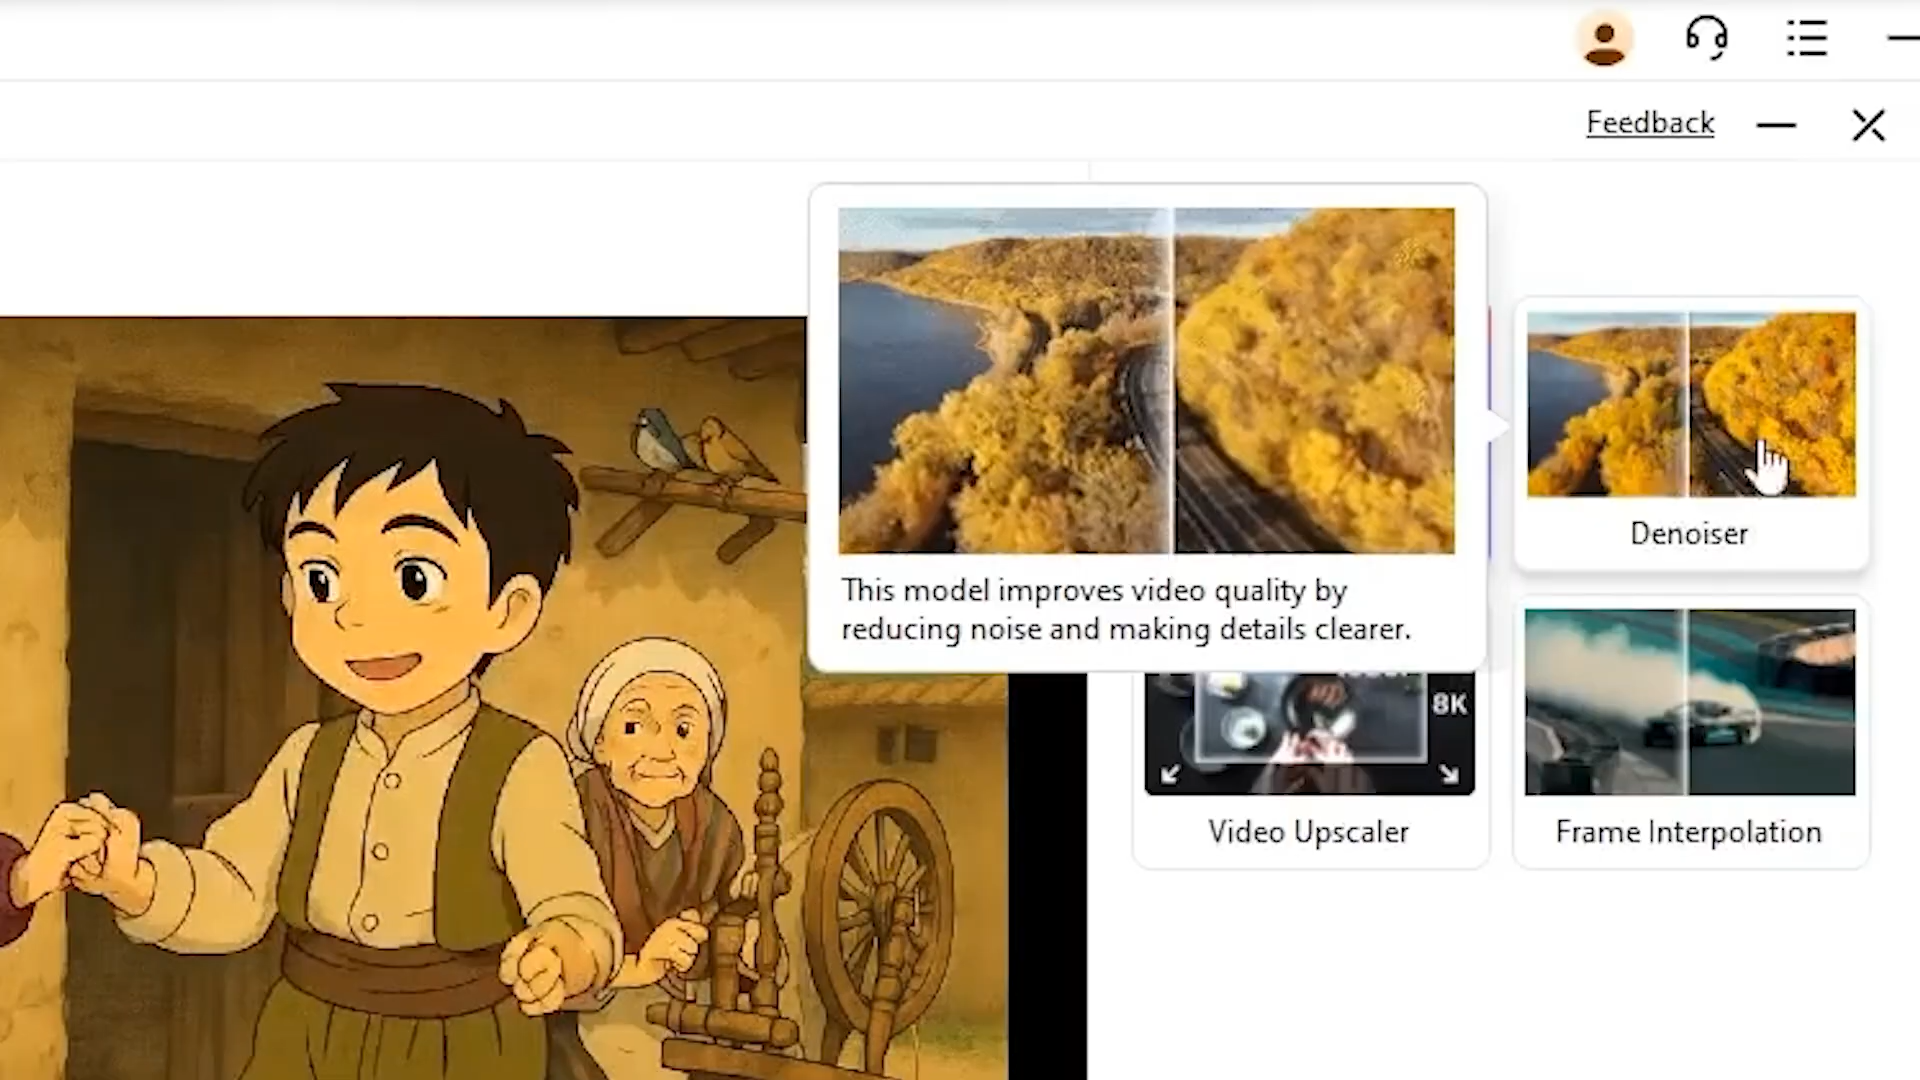 Feedback
Denoiser
This model improves video quality by
reducing noise and making details clearer.
8K
Video Upscaler
Frame Interpolation